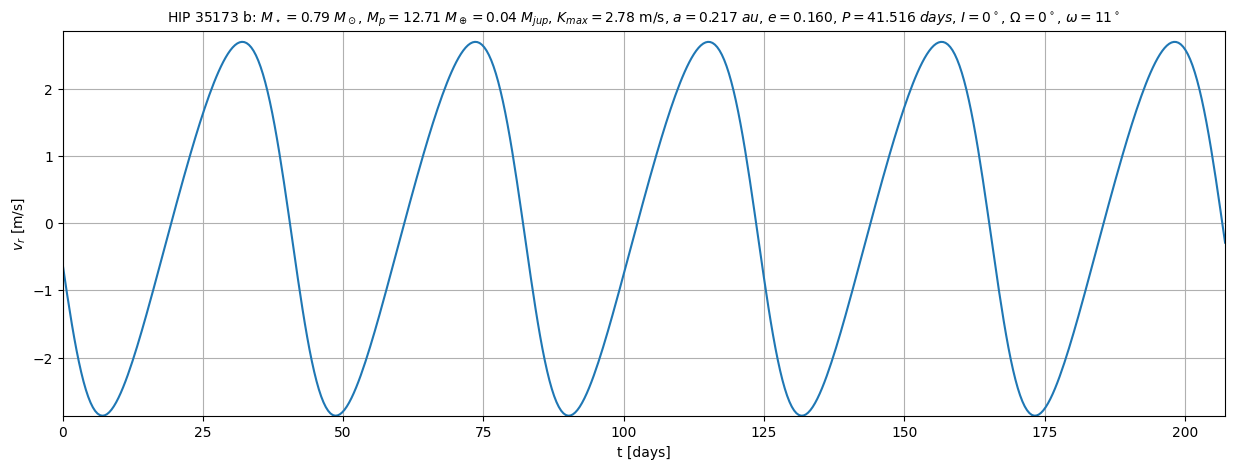 HIP 35173 b: M⋆ = 0.79 M⊙, Mp = 12.71 M⊕ = 0.04 Mjup, Kmax = 2.78 m/s, a = 0.217 au, e = 0.160, P = 41.516 days, I = 0°, Ω = 0°, ω = 11°
2
1
0
−1
−2
vr [m/s]
0 25 50 75 100 125 150 175 200
t [days]